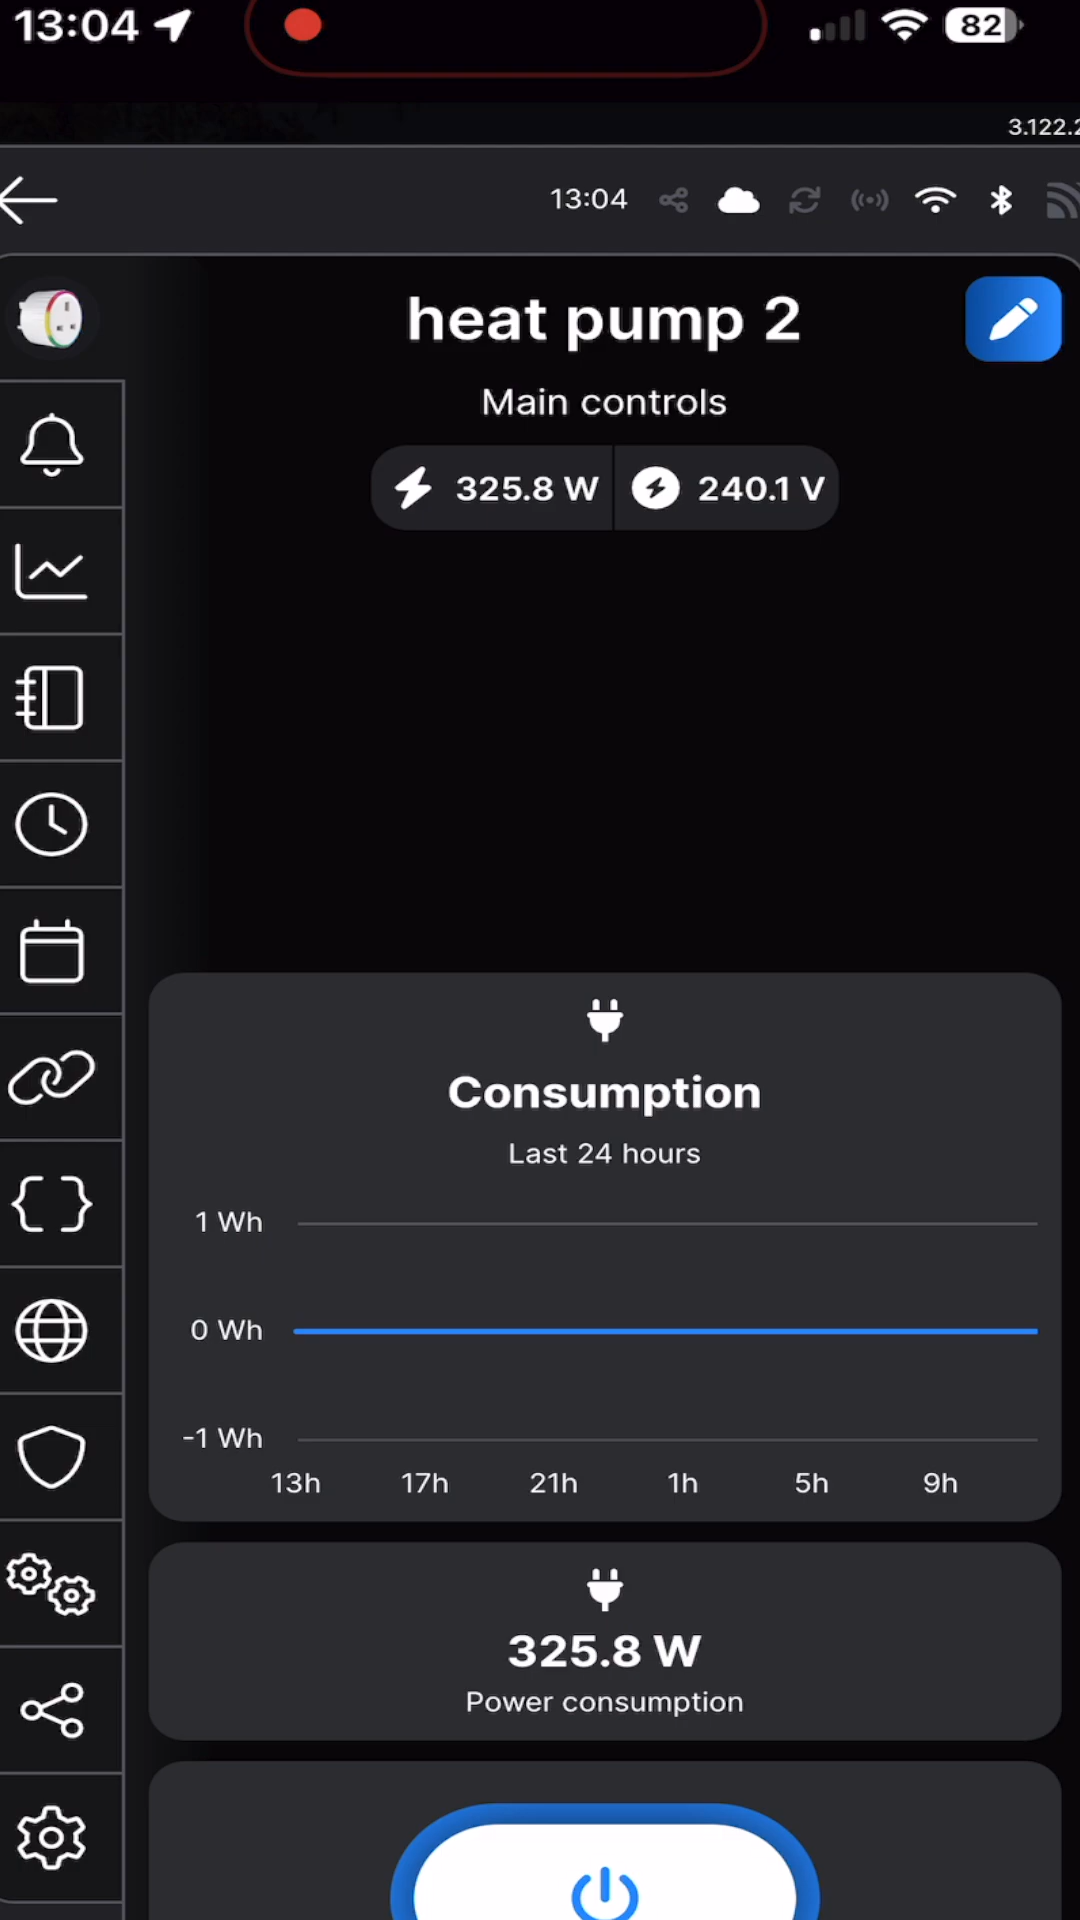 13:04
82
3.122.2
13:04
heat pump 2
Main controls
325.8 W 240.1 V
Consumption
Last 24 hours
1 Wh
0 Wh
-1 Wh
13h 17h 21h 1h 5h 9h
325.8 W
Power consumption